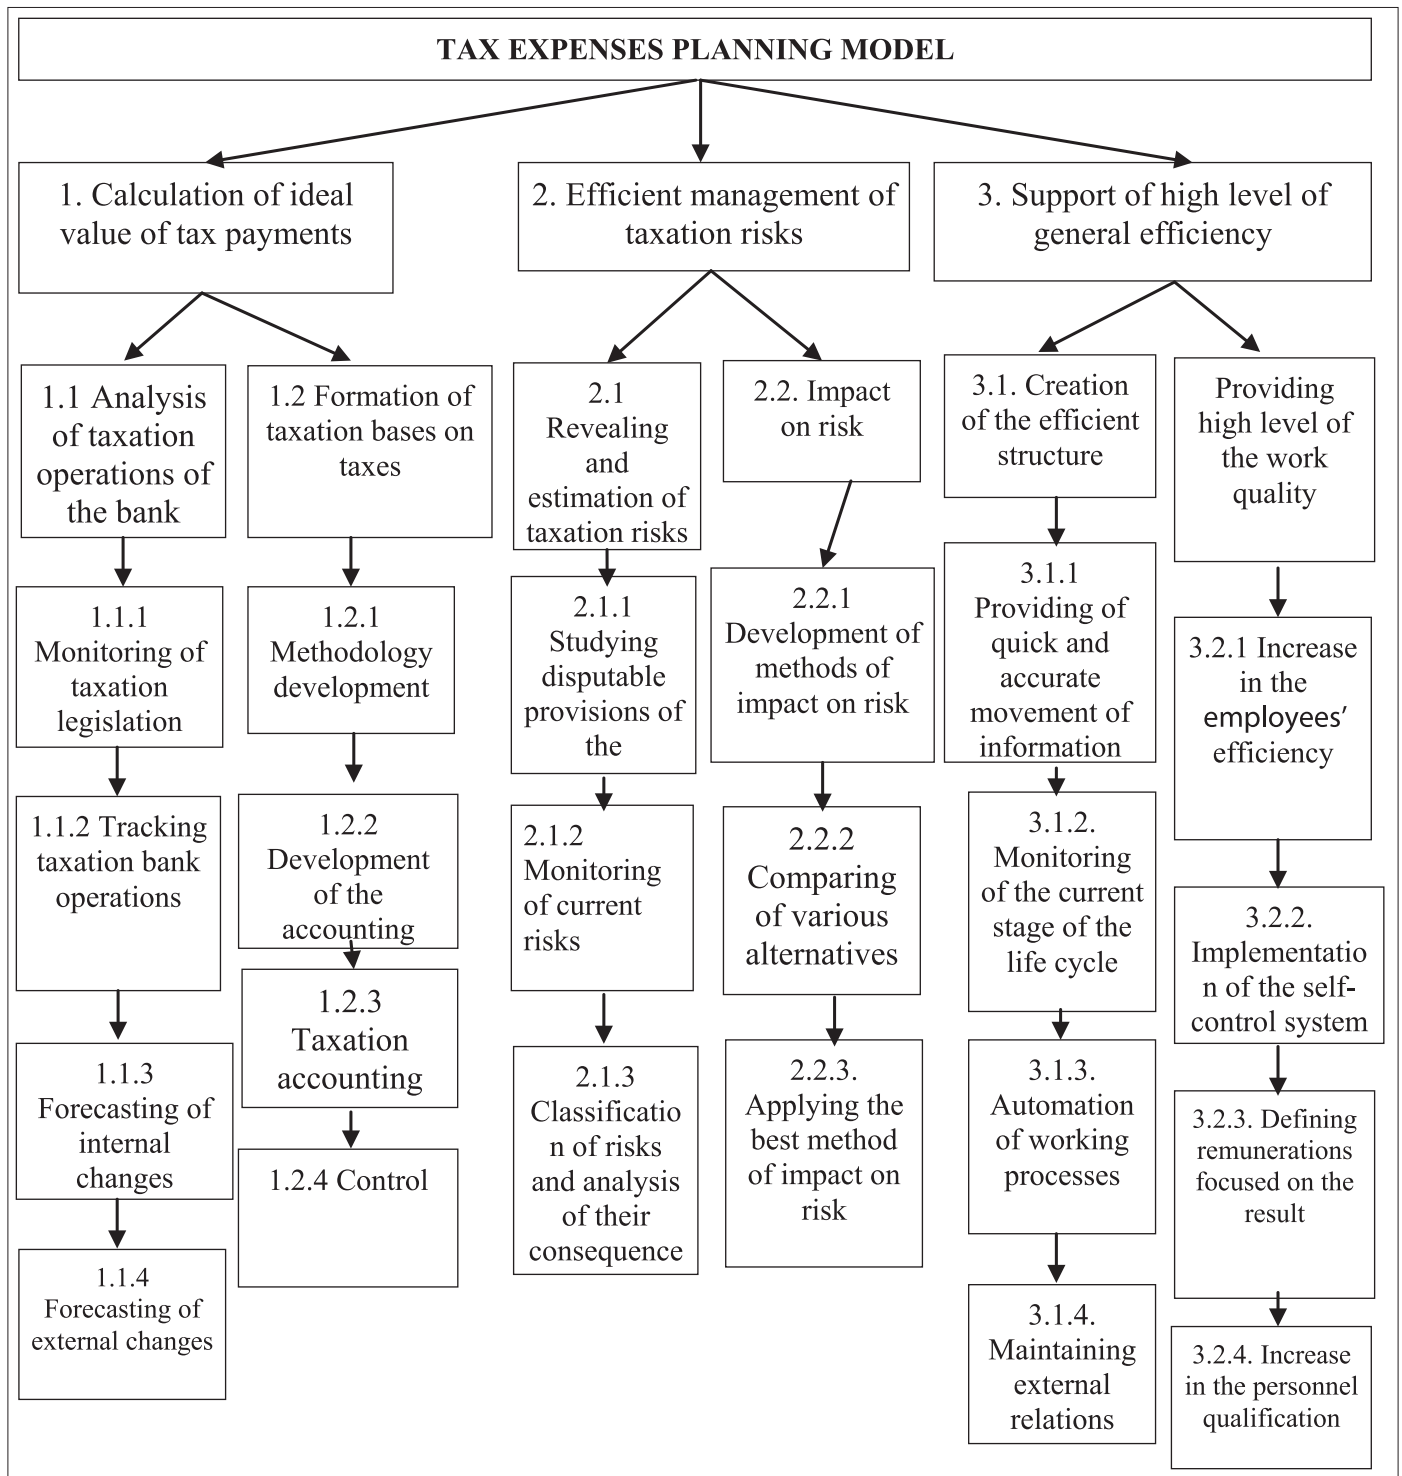 TAX EXPENSES PLANNING MODEL
1. Calculation of ideal
value of tax payments
2. Efficient management of
taxation risks
3. Support of high level of
general efficiency
1.1 Analysis
of taxation
operations of
the bank
1.2 Formation of
taxation bases on
taxes
2.1
Revealing
and
estimation of
taxation risks
2.2. Impact
on risk
3.1. Creation
of the efficient
structure
Providing
high level of
the work
quality
1.1.1
Monitoring of
taxation
legislation
1.2.1
Methodology
development
2.1.1
Studying
disputable
provisions of
the
2.2.1
Development of
methods of
impact on risk
3.1.1
Providing of
quick and
accurate
movement of
information
3.2.1 Increase
in the
employees’
efficiency
1.1.2 Tracking
taxation bank
operations
1.2.2
Development
of the
accounting
2.1.2
Monitoring
of current
risks
2.2.2
Comparing
of various
alternatives
3.1.2.
Monitoring
of the current
stage of the
life cycle
3.2.2.
Implementatio
n of the self-
control system
1.1.3
Forecasting of
internal
changes
1.2.3
Taxation
accounting
2.1.3
Classificatio
n of risks
and analysis
of their
consequence
2.2.3.
Applying the
best method
of impact on
risk
3.1.3.
Automation
of working
processes
3.2.3. Defining
remunerations
focused on the
result
1.1.4
Forecasting of
external changes
1.2.4 Control
3.1.4.
Maintaining
external
relations
3.2.4. Increase
in the personnel
qualification